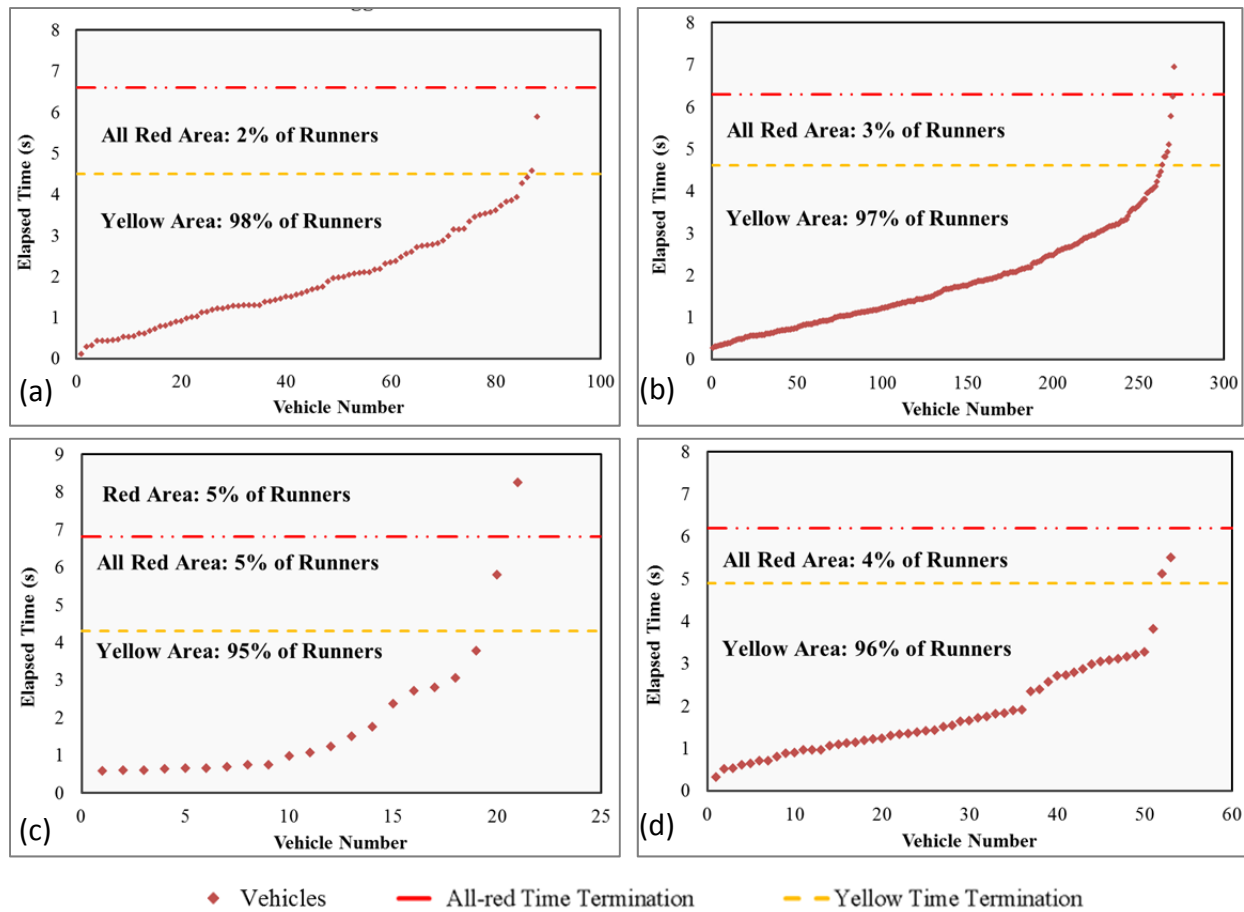 8
7
6
5
4
3
2
1
0
Elapsed Time (s)
All Red Area: 2% of Runners
Yellow Area: 98% of Runners
0 20 40 60 80 100
Vehicle Number
(a)
8
7
6
5
4
3
2
1
0
Elapsed Time (s)
All Red Area: 3% of Runners
Yellow Area: 97% of Runners
0 50 100 150 200 250 300
Vehicle Number
(b)
9
8
7
6
5
4
3
2
1
0
Elapsed Time (s)
Red Area: 5% of Runners
All Red Area: 5% of Runners
Yellow Area: 95% of Runners
0 5 10 15 20 25
Vehicle Number
(c)
8
7
6
5
4
3
2
1
0
Elapsed Time (s)
All Red Area: 4% of Runners
Yellow Area: 96% of Runners
0 10 20 30 40 50 60
Vehicle Number
(d)
Vehicles All-red Time Termination Yellow Time Termination